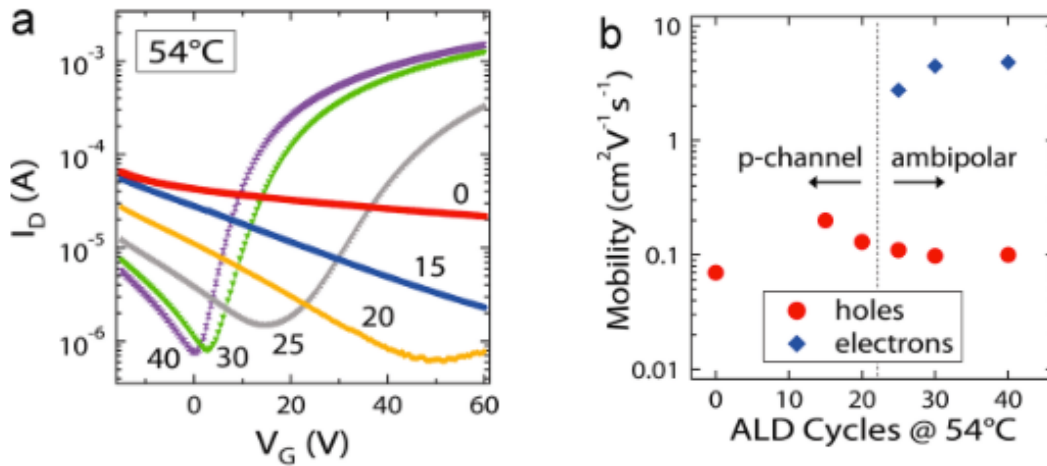 a
54°C
10⁻³
10⁻⁴
10⁻⁵
10⁻⁶
I_D (A)
0
15
20
25
30
40
0 20 40 60
V_G (V)
b
10
1
0.10
0.01
Mobility (cm²V⁻¹s⁻¹)
p-channel ambipolar
holes
electrons
0 10 20 30 40
ALD Cycles @ 54°C